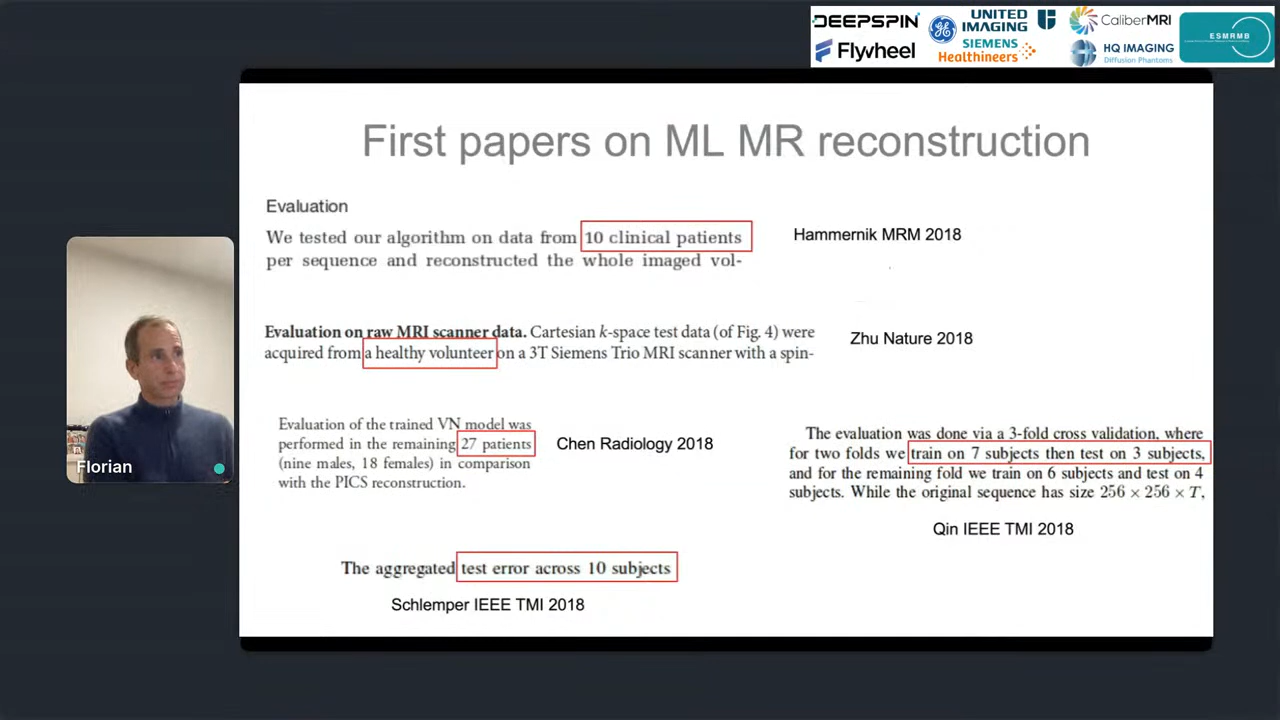 DEEPSPIN
UNITED
IMAGING
CaliberMRI
ESMRMB
Flywheel
SIEMENS
Healthineers
HQ IMAGING
Diffusion Phantoms
First papers on ML MR reconstruction
Evaluation
We tested our algorithm on data from 10 clinical patients
per sequence and reconstructed the whole imaged vol-
Hammernik MRM 2018
Evaluation on raw MRI scanner data. Cartesian k-space test data (of Fig. 4) were
acquired from a healthy volunteer on a 3T Siemens Trio MRI scanner with a spin-
Zhu Nature 2018
Evaluation of the trained VN model was
performed in the remaining 27 patients
(nine males, 18 females) in comparison
with the PICS reconstruction.
Chen Radiology 2018
The evaluation was done via a 3-fold cross validation, where
for two folds we train on 7 subjects then test on 3 subjects,
and for the remaining fold we train on 6 subjects and test on 4
subjects. While the original sequence has size 256 × 256 × T,
Qin IEEE TMI 2018
The aggregated test error across 10 subjects
Schlemper IEEE TMI 2018
Florian